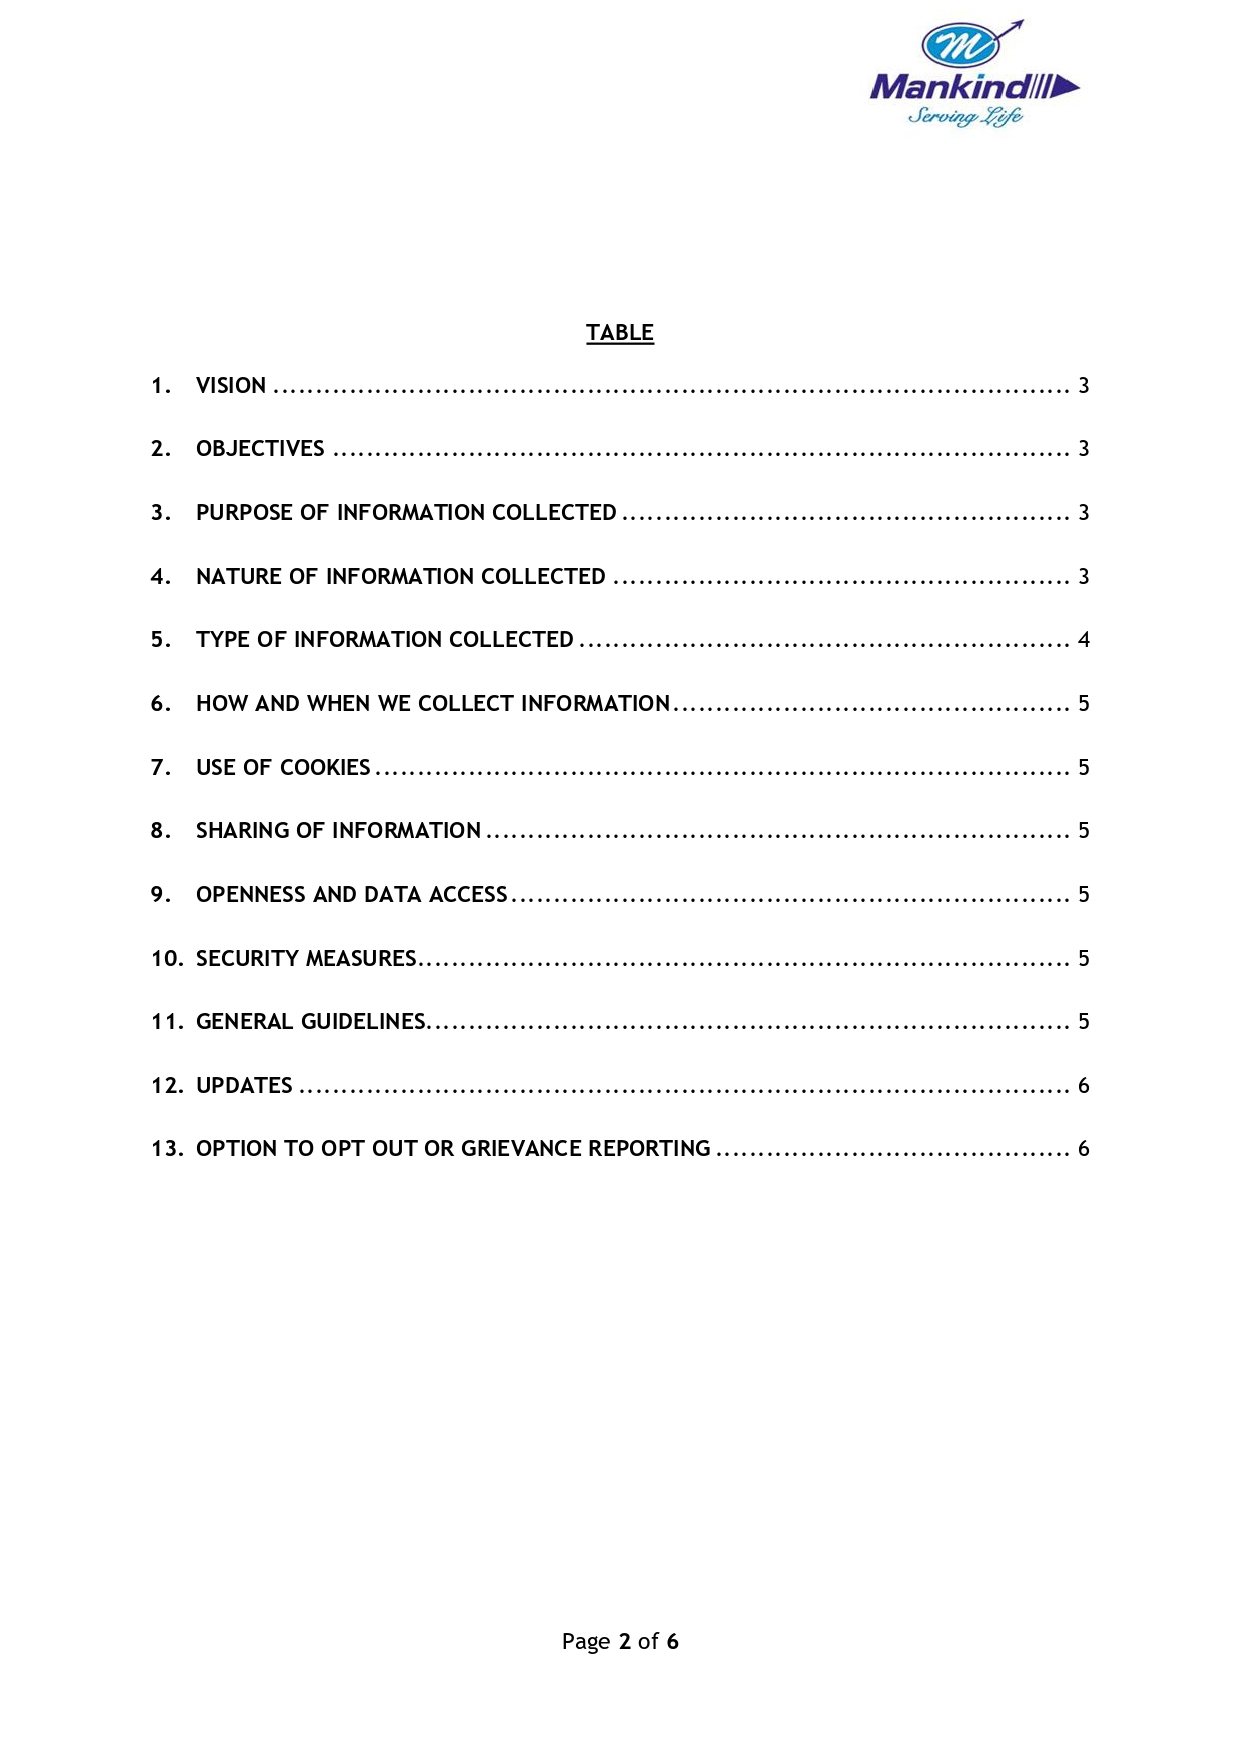 m
Mankind
Serving Life
TABLE
1. VISION ............................................................................................... 3
2. OBJECTIVES ........................................................................................ 3
3. PURPOSE OF INFORMATION COLLECTED ..................................................... 3
4. NATURE OF INFORMATION COLLECTED ...................................................... 3
5. TYPE OF INFORMATION COLLECTED .......................................................... 4
6. HOW AND WHEN WE COLLECT INFORMATION............................................... 5
7. USE OF COOKIES ................................................................................... 5
8. SHARING OF INFORMATION ..................................................................... 5
9. OPENNESS AND DATA ACCESS .................................................................. 5
10. SECURITY MEASURES............................................................................. 5
11. GENERAL GUIDELINES............................................................................ 5
12. UPDATES ........................................................................................... 6
13. OPTION TO OPT OUT OR GRIEVANCE REPORTING .......................................... 6
Page 2 of 6